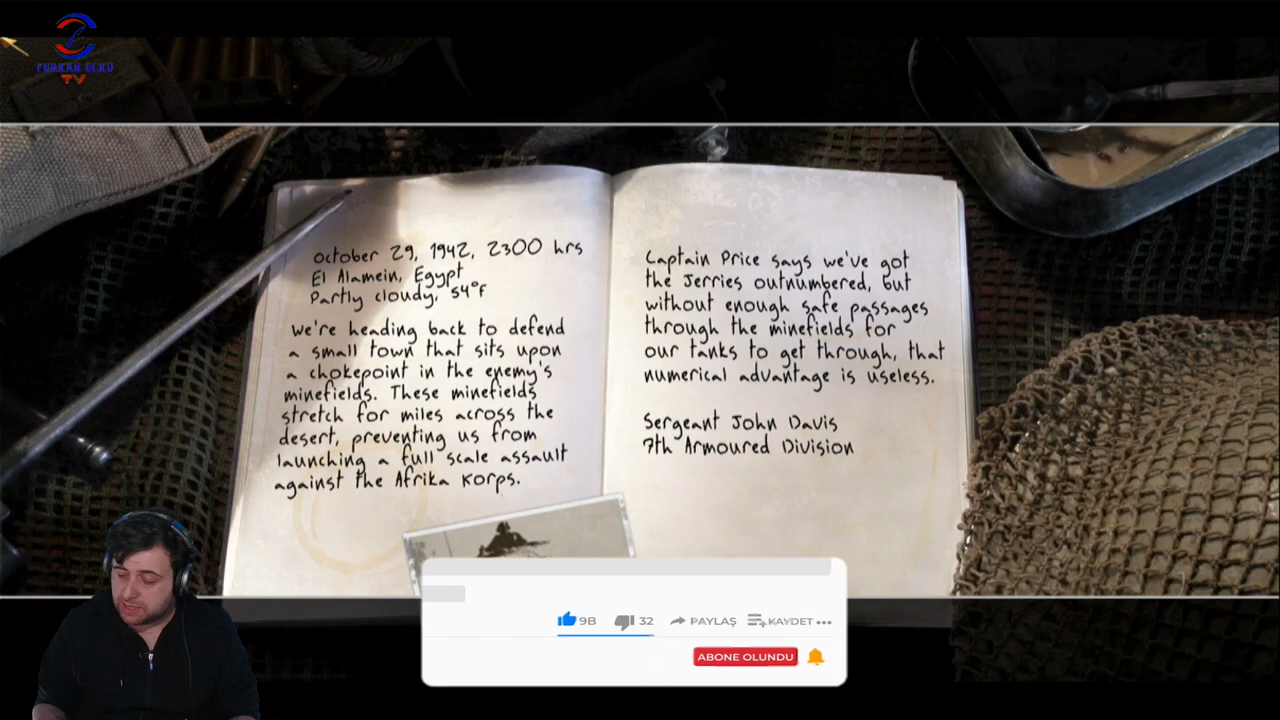 FURKAN ÜLKÜ
TV
October 29, 1942, 2300 hrs
El Alamein, Egypt
Partly cloudy, 54°F
We're heading back to defend
a small town that sits upon
a chokepoint in the enemy's
minefields. These minefields
stretch for miles across the
desert, preventing us from
launching a full scale assault
against the Afrika Korps.
Captain Price says we've got
the Jerries outnumbered, but
without enough safe passages
through the minefields for
our tanks to get through, that
numerical advantage is useless.
Sergeant John Davis
7th Armoured Division
9B 32 PAYLAŞ KAYDET
ABONE OLUNDU